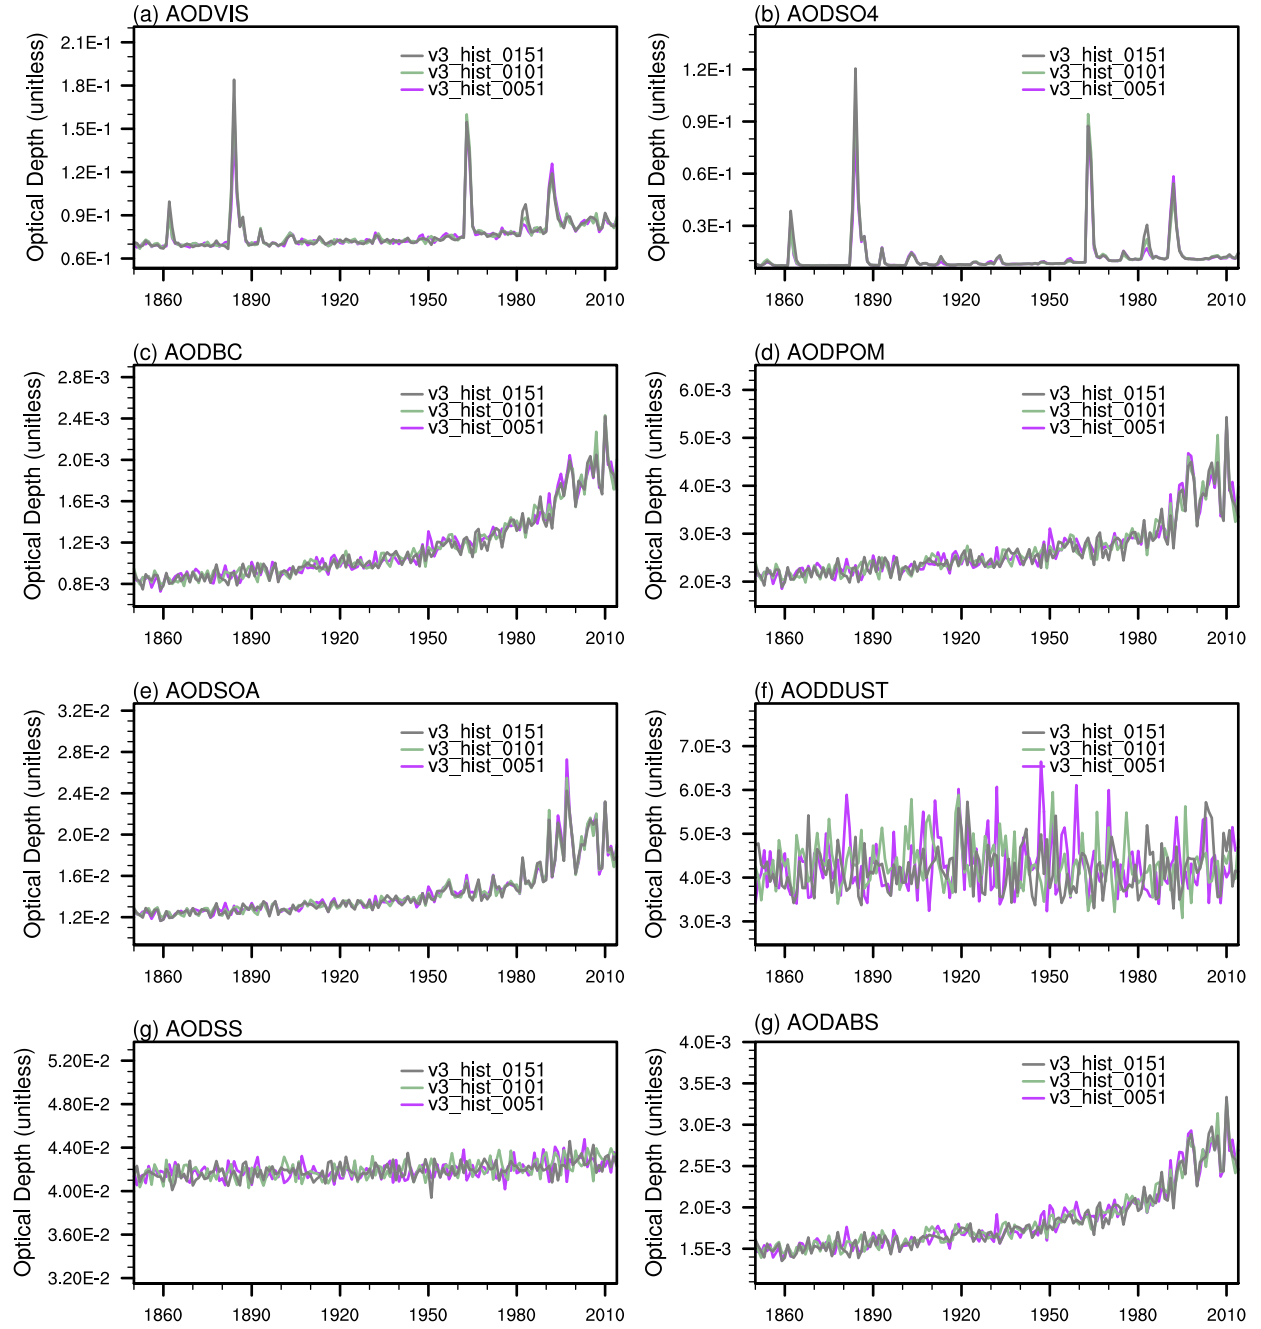 (a) AODVIS
Optical Depth (unitless)
2.1E-1
1.8E-1
1.5E-1
1.2E-1
0.9E-1
0.6E-1
v3_hist_0151
v3_hist_0101
v3_hist_0051
1860 1890 1920 1950 1980 2010
(b) AODSO4
Optical Depth (unitless)
1.2E-1
0.9E-1
0.6E-1
0.3E-1
v3_hist_0151
v3_hist_0101
v3_hist_0051
1860 1890 1920 1950 1980 2010
(c) AODBC
Optical Depth (unitless)
2.8E-3
2.4E-3
2.0E-3
1.6E-3
1.2E-3
0.8E-3
v3_hist_0151
v3_hist_0101
v3_hist_0051
1860 1890 1920 1950 1980 2010
(d) AODPOM
Optical Depth (unitless)
6.0E-3
5.0E-3
4.0E-3
3.0E-3
2.0E-3
v3_hist_0151
v3_hist_0101
v3_hist_0051
1860 1890 1920 1950 1980 2010
(e) AODSOA
Optical Depth (unitless)
3.2E-2
2.8E-2
2.4E-2
2.0E-2
1.6E-2
1.2E-2
v3_hist_0151
v3_hist_0101
v3_hist_0051
1860 1890 1920 1950 1980 2010
(f) AODDUST
Optical Depth (unitless)
7.0E-3
6.0E-3
5.0E-3
4.0E-3
3.0E-3
v3_hist_0151
v3_hist_0101
v3_hist_0051
1860 1890 1920 1950 1980 2010
(g) AODSS
Optical Depth (unitless)
5.20E-2
4.80E-2
4.40E-2
4.00E-2
3.60E-2
3.20E-2
v3_hist_0151
v3_hist_0101
v3_hist_0051
1860 1890 1920 1950 1980 2010
(g) AODABS
Optical Depth (unitless)
4.0E-3
3.5E-3
3.0E-3
2.5E-3
2.0E-3
1.5E-3
v3_hist_0151
v3_hist_0101
v3_hist_0051
1860 1890 1920 1950 1980 2010